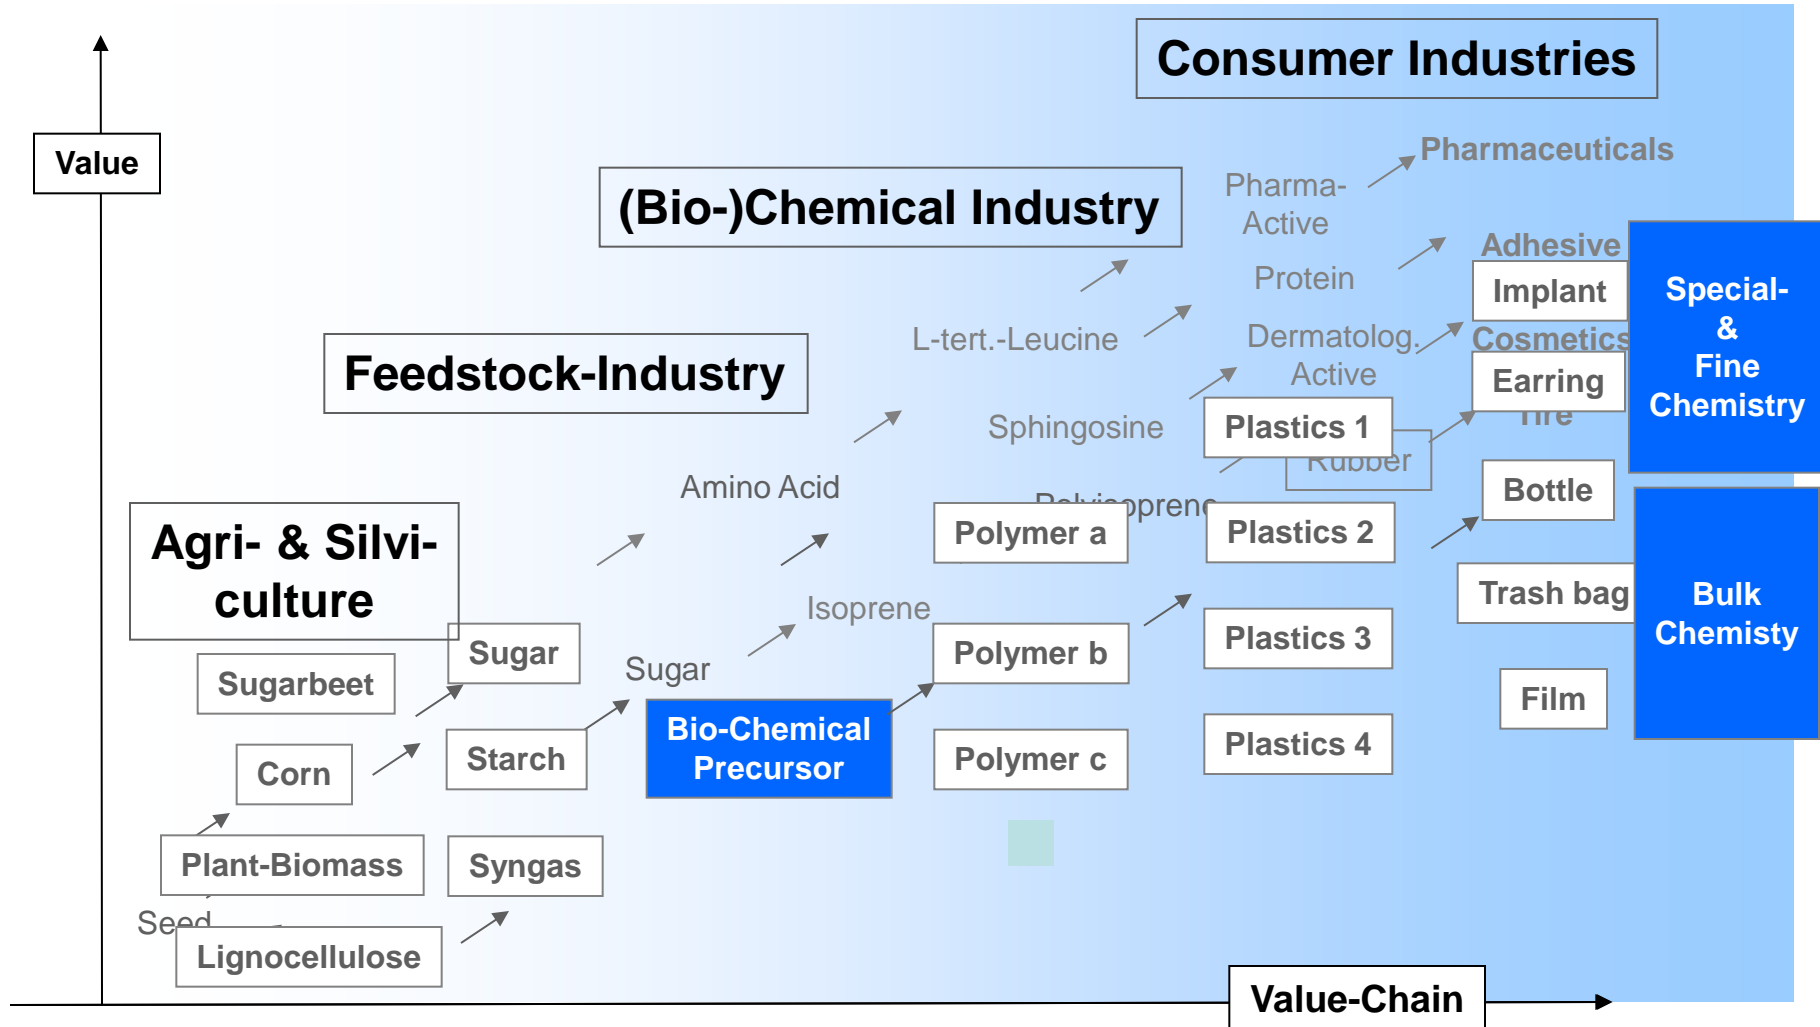 Consumer Industries
Value
Pharmaceuticals
(Bio-)Chemical Industry
Pharma-
Active
Adhesive
Protein
Implant
Special-
&
Fine
Chemistry
L-tert.-Leucine
Dermatolog.
Active
Cosmetics
Feedstock-Industry
Earring
Tire
Sphingosine
Plastics 1
Rubber
Amino Acid
Polyisoprene
Bottle
Agri- & Silvi-
culture
Polymer a
Plastics 2
Isoprene
Trash bag
Bulk
Chemisty
Sugar
Sugar
Polymer b
Plastics 3
Sugarbeet
Film
Bio-Chemical
Precursor
Corn
Starch
Polymer c
Plastics 4
Plant-Biomass
Syngas
Seed
Lignocellulose
Value-Chain